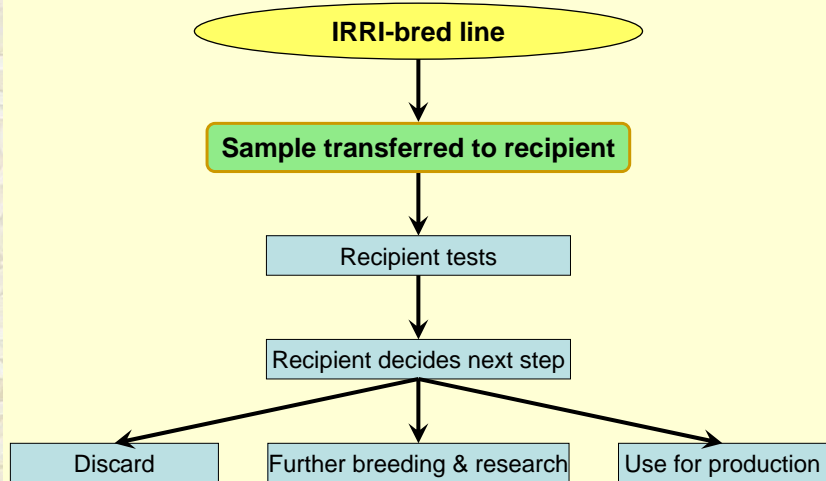 IRRI-bred line
Sample transferred to recipient
Recipient tests
Recipient decides next step
Discard
Further breeding & research
Use for production